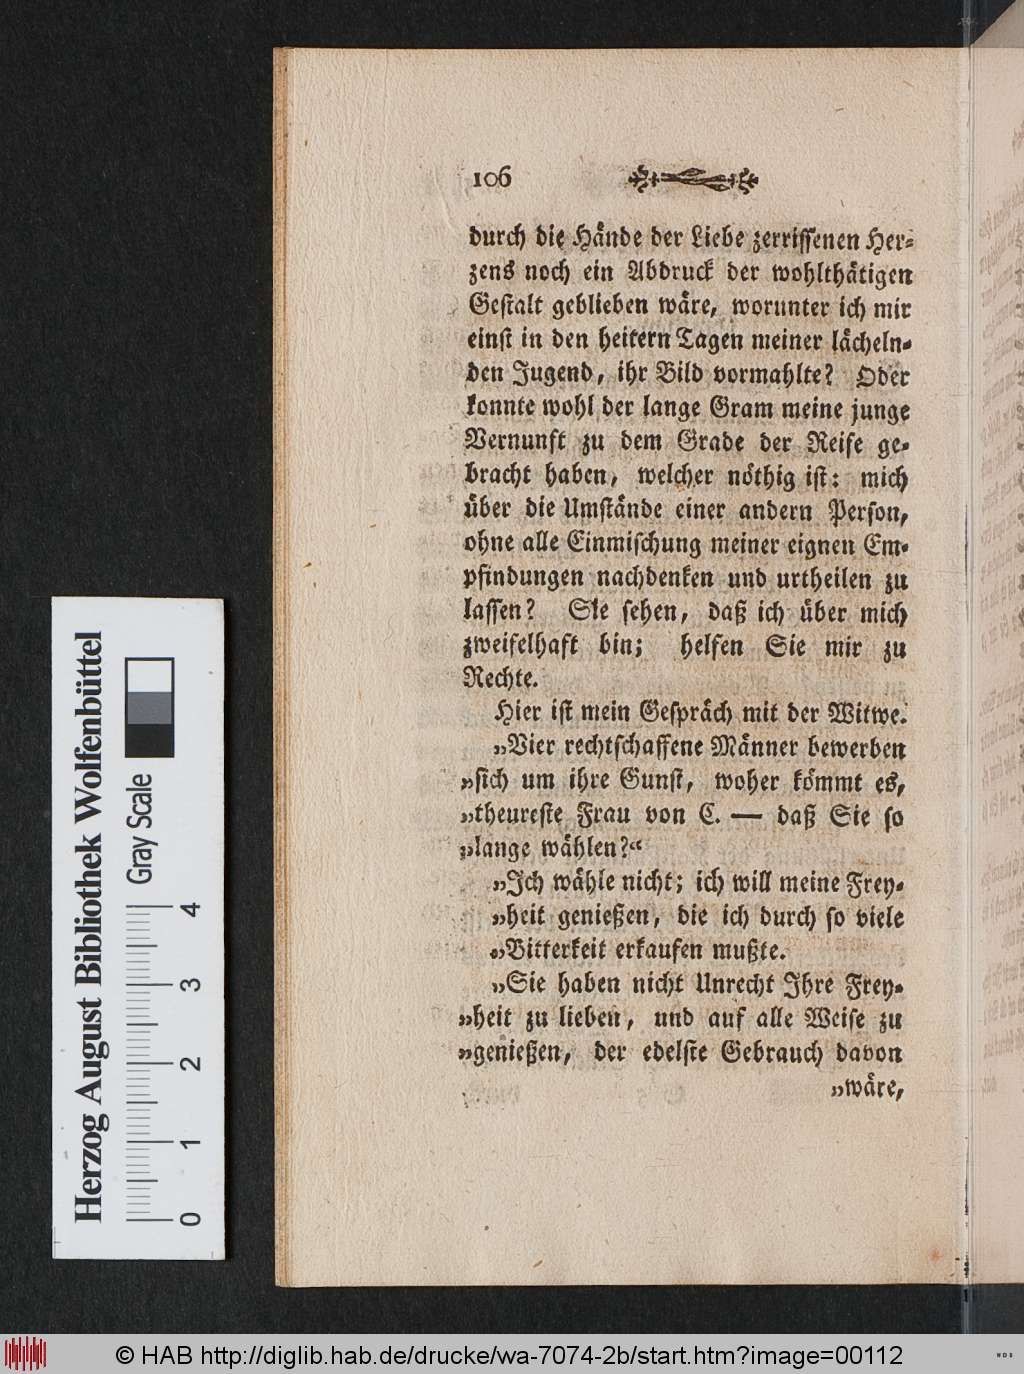 106
durch die Hände der Liebe zerrissenen Her-
zens noch ein Abdruck der wohlthätigen
Gestalt geblieben wäre, worunter ich mir
einst in den heitern Tagen meiner lächeln-
den Jugend, ihr Bild vormahlte? Oder
konnte wohl der lange Gram meine junge
Vernunft zu dem Grade der Reife ge-
bracht haben, welcher nöthig ist: mich
über die Umstände einer andern Person,
ohne alle Einmischung meiner eignen Em-
pfindungen nachdenken und urtheilen zu
lassen? Sie sehen, daß ich über mich
zweifelhaft bin; helfen Sie mir zu
Rechte.
Hier ist mein Gespräch mit der Witwe.
„Vier rechtschaffene Männer bewerben
„sich um ihre Gunst, woher kömmt es,
„theureste Frau von C. — daß Sie so
„lange wählen?“
„Ich wähle nicht; ich will meine Frey-
„heit genießen, die ich durch so viele
„Bitterkeit erkaufen mußte.
„Sie haben nicht Unrecht Ihre Frey-
„heit zu lieben, und auf alle Weise zu
„genießen, der edelste Gebrauch davon
„wäre,
Herzog August Bibliothek Wolfenbüttel
Gray Scale
0 1 2 3 4
© HAB http://diglib.hab.de/drucke/wa-7074-2b/start.htm?image=00112